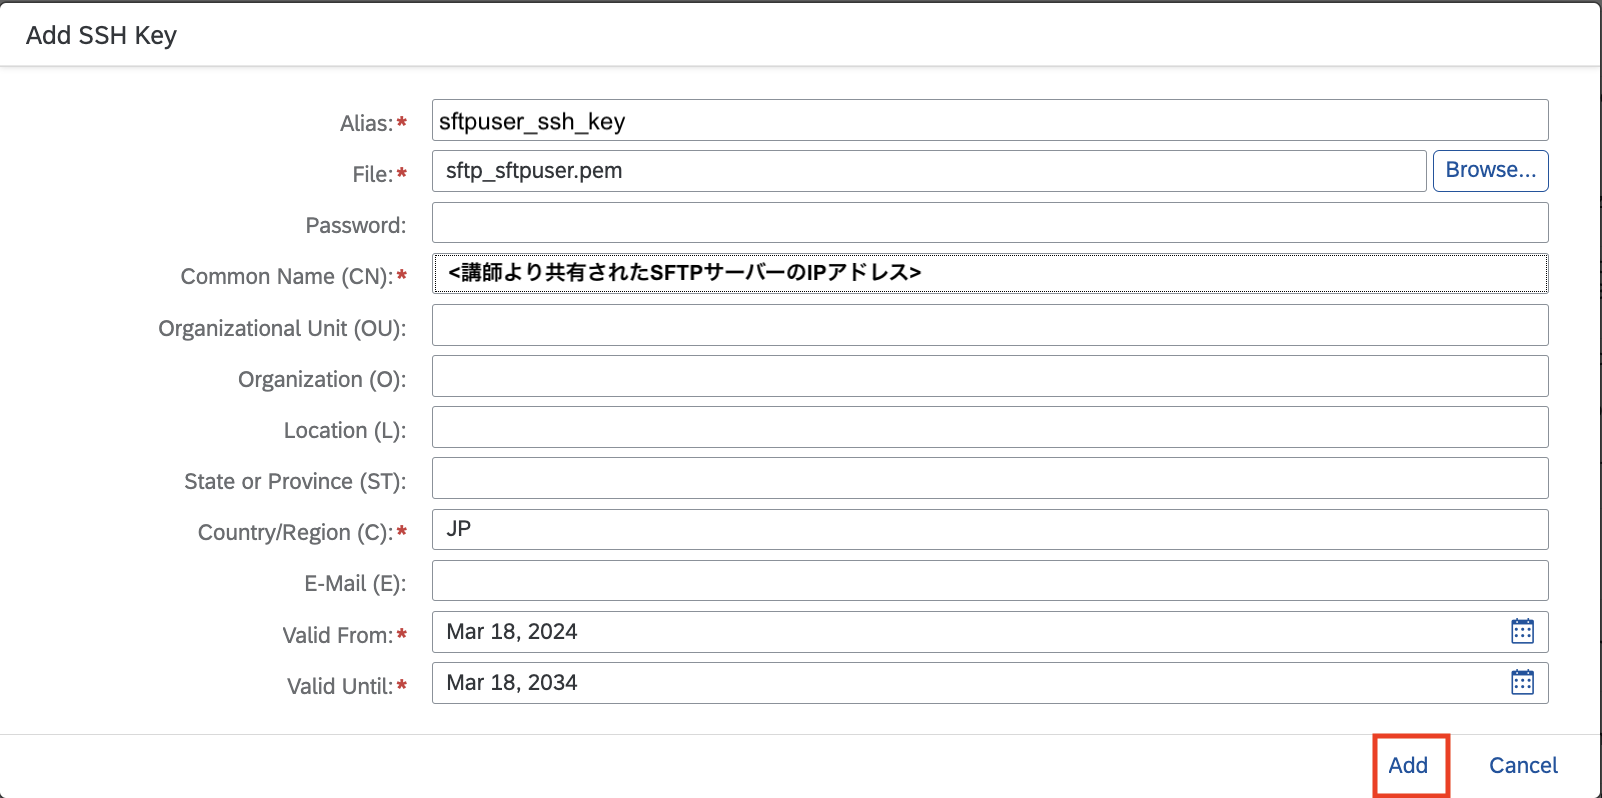 Add SSH Key
Alias:* sftpuser_ssh_key
File:* sftp_sftpuser.pem Browse...
Password:
Common Name (CN):* <講師より共有されたSFTPサーバーのIPアドレス>
Organizational Unit (OU):
Organization (O):
Location (L):
State or Province (ST):
Country/Region (C):* JP
E-Mail (E):
Valid From:* Mar 18, 2024
Valid Until:* Mar 18, 2034
Add Cancel